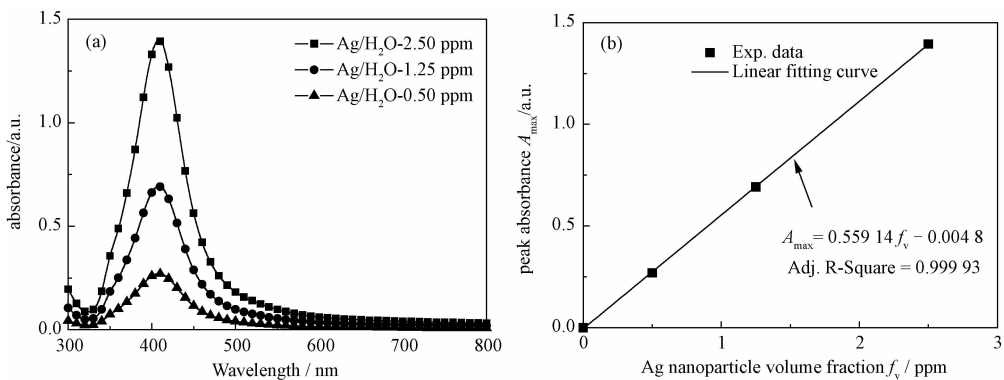 (a)
Ag/H2O-2.50 ppm
Ag/H2O-1.25 ppm
Ag/H2O-0.50 ppm
absorbance/a.u.
1.5
1.0
0.5
0.0
300 400 500 600 700 800
Wavelength / nm
(b)
Exp. data
Linear fitting curve
peak absorbance Amax/a.u.
1.5
1.0
0.5
0.0
Amax= 0.559 14 fv − 0.004 8
Adj. R-Square = 0.999 93
0 1 2 3
Ag nanoparticle volume fraction fv / ppm